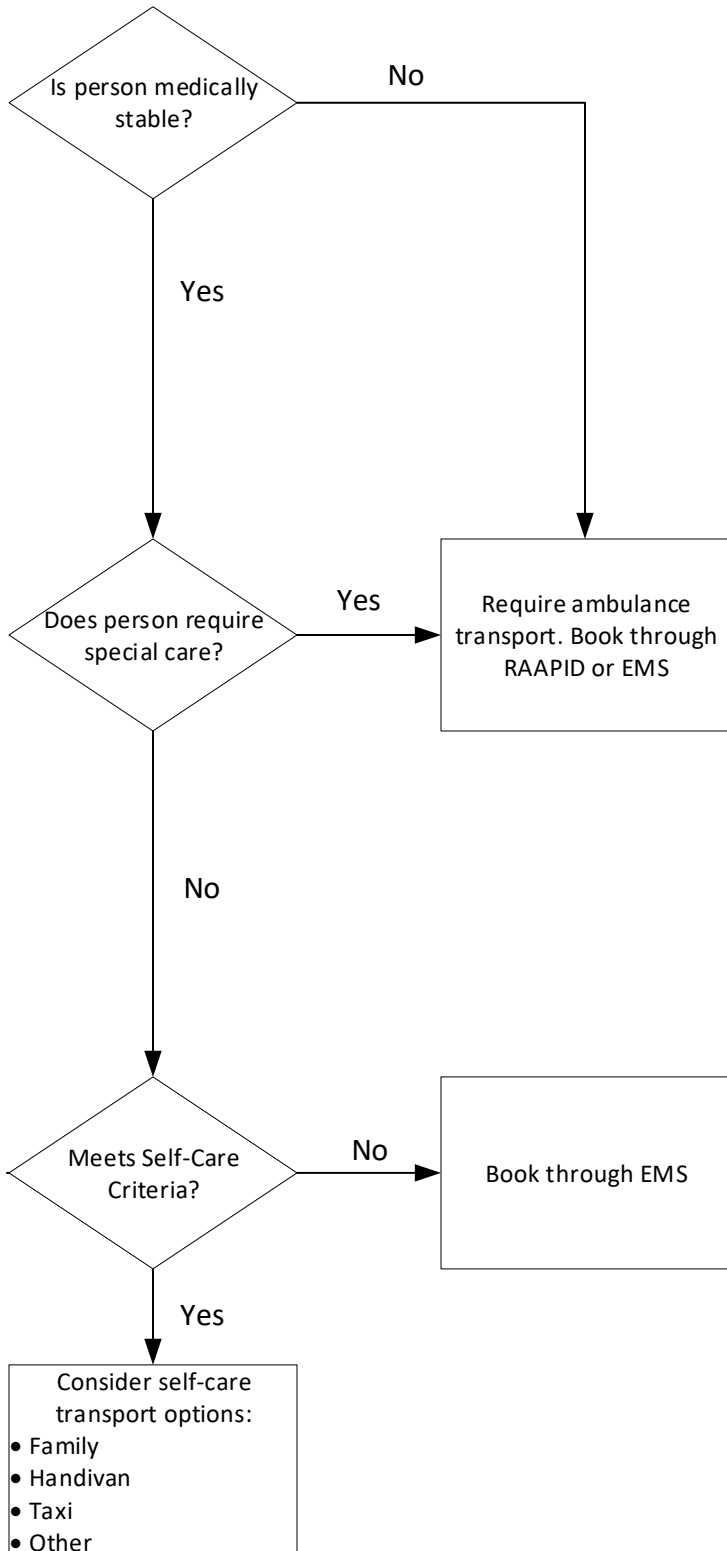 Is person medically
stable?
No
Yes
Does person require
special care?
Yes
Require ambulance
transport. Book through
RAAPID or EMS
No
Meets Self-Care
Criteria?
No
Book through EMS
Yes
Consider self-care
transport options:
• Family
• Handivan
• Taxi
• Other